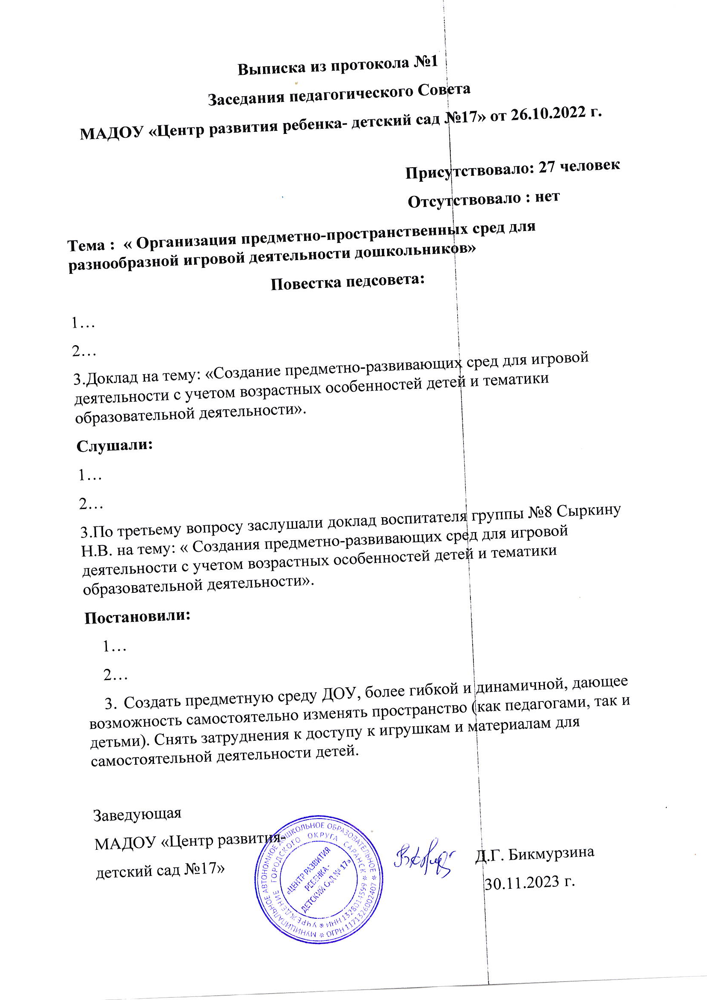 Выписка из протокола №1
Заседания педагогического Совета
МАДОУ «Центр развития ребенка- детский сад №17» от 26.10.2022 г.
Присутствовало: 27 человек
Отсутствовало : нет
Тема :  « Организация предметно-пространственных сред для
разнообразной игровой деятельности дошкольников»
Повестка педсовета:
1…
2…
3.Доклад на тему: «Создание предметно-развивающих сред для игровой
деятельности с учетом возрастных особенностей детей и тематики
образовательной деятельности».
Слушали:
1…
2…
3.По третьему вопросу заслушали доклад воспитателя группы №8 Сыркину
Н.В. на тему: « Создания предметно-развивающих сред для игровой
деятельности с учетом возрастных особенностей детей и тематики
образовательной деятельности».
Постановили:
1…
2…
3. Создать предметную среду ДОУ, более гибкой и динамичной, дающее
возможность самостоятельно изменять пространство (как педагогами, так и
детьми). Снять затруднения к доступу к игрушкам и материалам для
самостоятельной деятельности детей.
Заведующая
МАДОУ «Центр развития-
детский сад №17»
Д.Г. Бикмурзина
30.11.2023 г.
МУНИЦИПАЛЬНОЕ АВТОНОМНОЕ ДОШКОЛЬНОЕ ОБРАЗОВАТЕЛЬНОЕ * ОГРН 1171326002407 *
УЧРЕЖДЕНИЕ ГОРОДСКОГО ОКРУГА САРАНСК * ИНН 1328014599 *
«ЦЕНТР РАЗВИТИЯ
РЕБЕНКА-
ДЕТСКИЙ САД № 17»